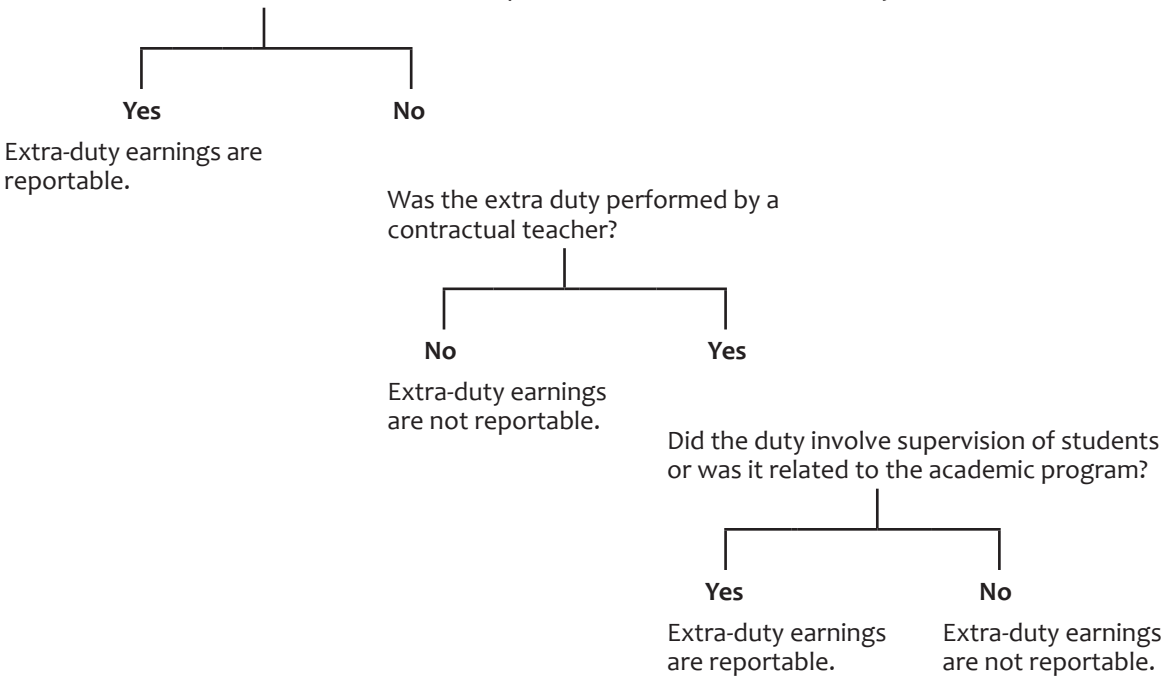 Yes
No
Extra-duty earnings are
reportable.
Was the extra duty performed by a
contractual teacher?
No
Yes
Extra-duty earnings
are not reportable.
Did the duty involve supervision of students
or was it related to the academic program?
Yes
No
Extra-duty earnings
are reportable.
Extra-duty earnings
are not reportable.